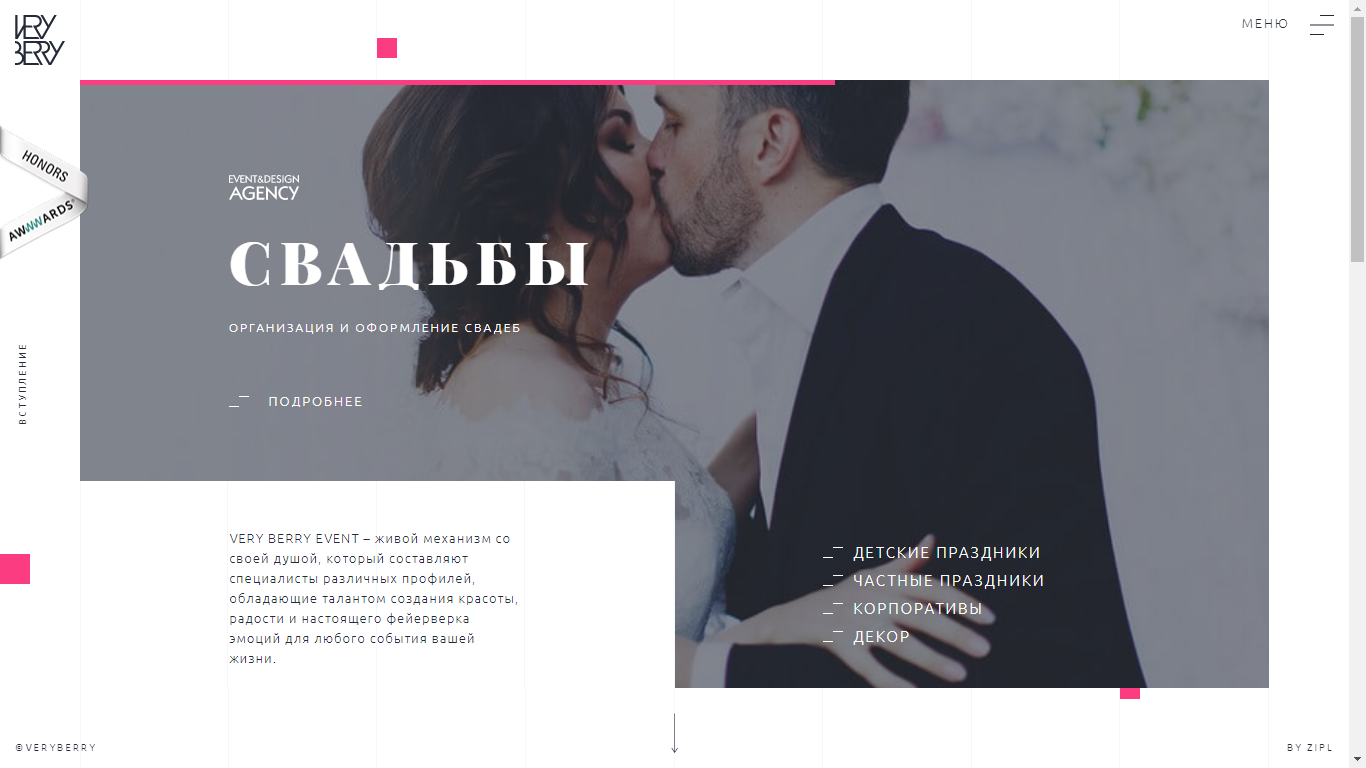 VERY
BERRY
МЕНЮ
HONORS
AWWWARDS
EVENT&DESIGN
AGENCY
СВАДЬБЫ
ОРГАНИЗАЦИЯ И ОФОРМЛЕНИЕ СВАДЕБ
ПОДРОБНЕЕ
ВСТУПЛЕНИЕ
VERY BERRY EVENT – живой механизм со
своей душой, который составляют
специалисты различных профилей,
обладающие талантом создания красоты,
радости и настоящего фейерверка
эмоций для любого события вашей
жизни.
ДЕТСКИЕ ПРАЗДНИКИ
ЧАСТНЫЕ ПРАЗДНИКИ
КОРПОРАТИВЫ
ДЕКОР
©VERYBERRY
BY ZIPL